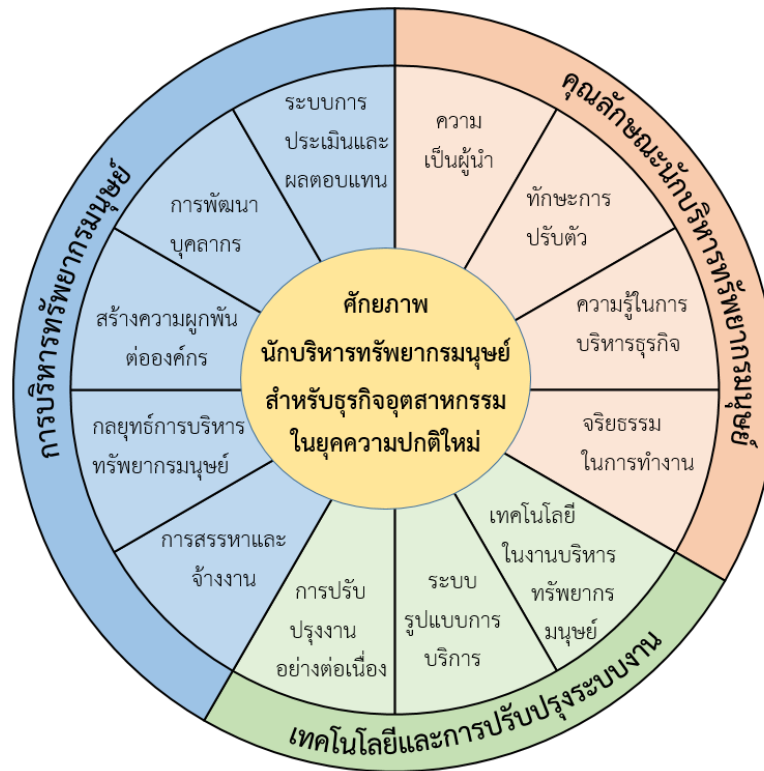 ศักยภาพ
นักบริหารทรัพยากรมนุษย์
สำหรับธุรกิจอุตสาหกรรม
ในยุคความปกติใหม่
คุณลักษณะนักบริหารทรัพยากรมนุษย์
ความ
เป็นผู้นำ
ทักษะการ
ปรับตัว
ความรู้ในการ
บริหารธุรกิจ
จริยธรรม
ในการทำงาน
เทคโนโลยีและการปรับปรุงระบบงาน
เทคโนโลยี
ในงานบริหาร
ทรัพยากร
มนุษย์
ระบบ
รูปแบบการ
บริการ
การปรับ
ปรุงงาน
อย่างต่อเนื่อง
การบริหารทรัพยากรมนุษย์
การสรรหาและ
จ้างงาน
กลยุทธ์การบริหาร
ทรัพยากรมนุษย์
สร้างความผูกพัน
ต่อองค์กร
การพัฒนา
บุคลากร
ระบบการ
ประเมินและ
ผลตอบแทน